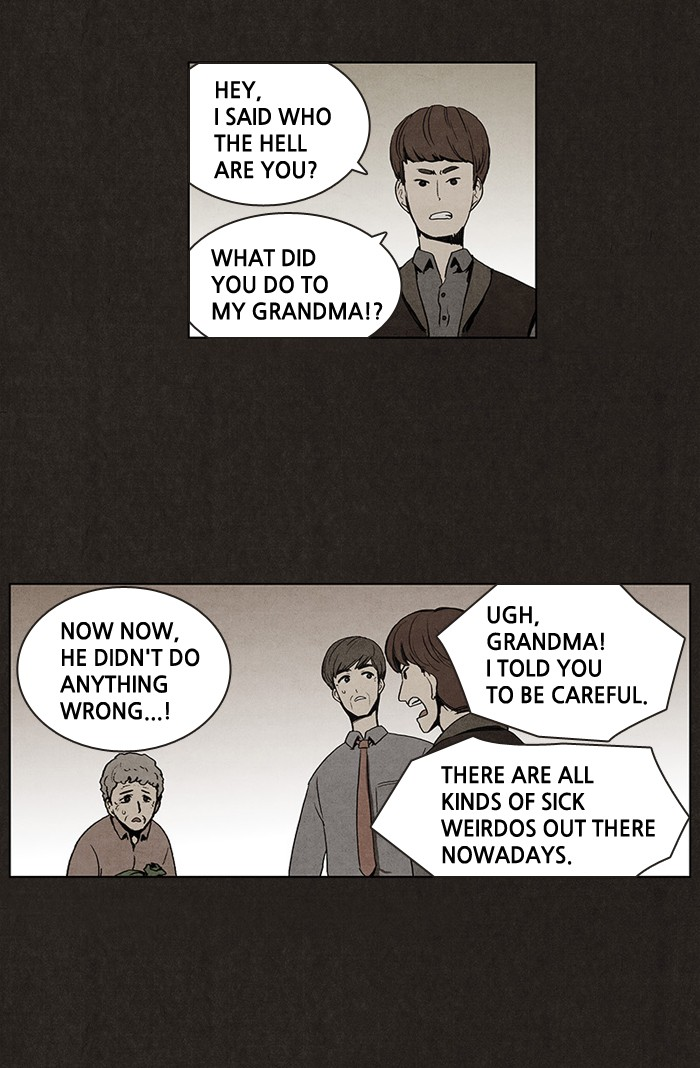 HEY,
I SAID WHO
THE HELL
ARE YOU?
WHAT DID
YOU DO TO
MY GRANDMA!?
NOW NOW,
HE DIDN'T DO
ANYTHING
WRONG...!
UGH,
GRANDMA!
I TOLD YOU
TO BE CAREFUL.
THERE ARE ALL
KINDS OF SICK
WEIRDOS OUT THERE
NOWADAYS.